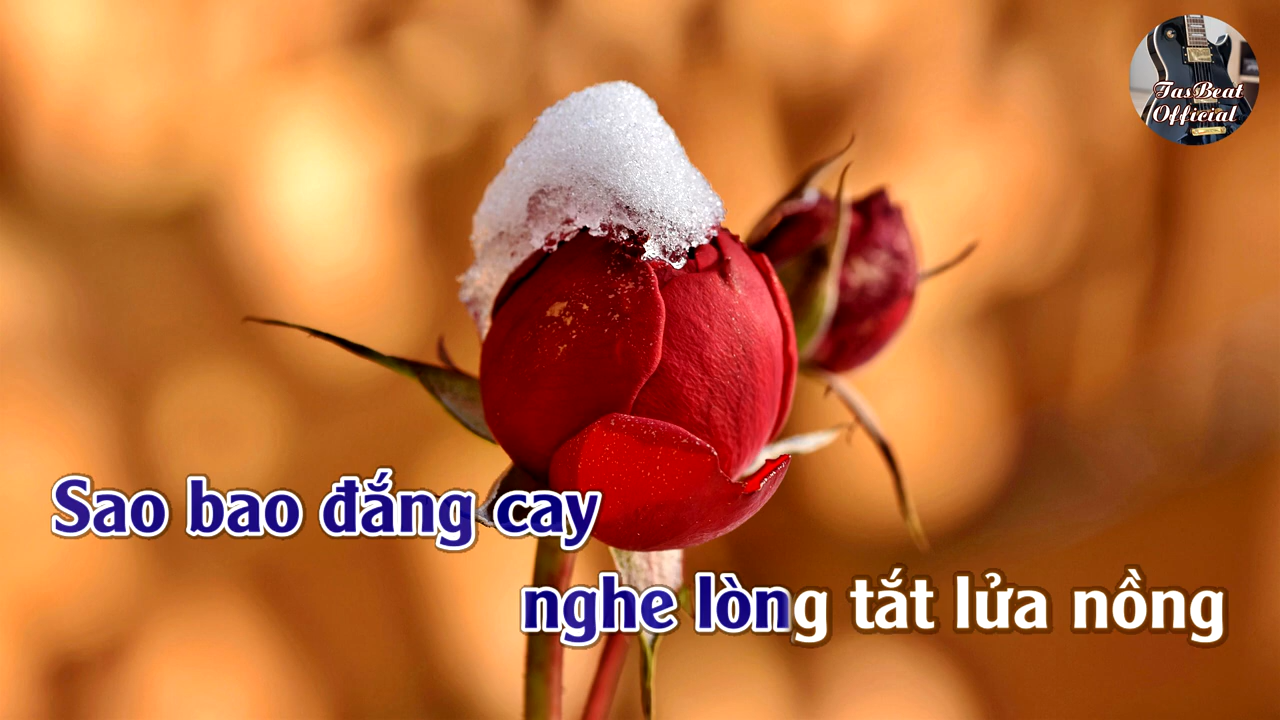 TasBeat
Official
Sao bao đắng cay
nghe lòng tắt lửa nồng